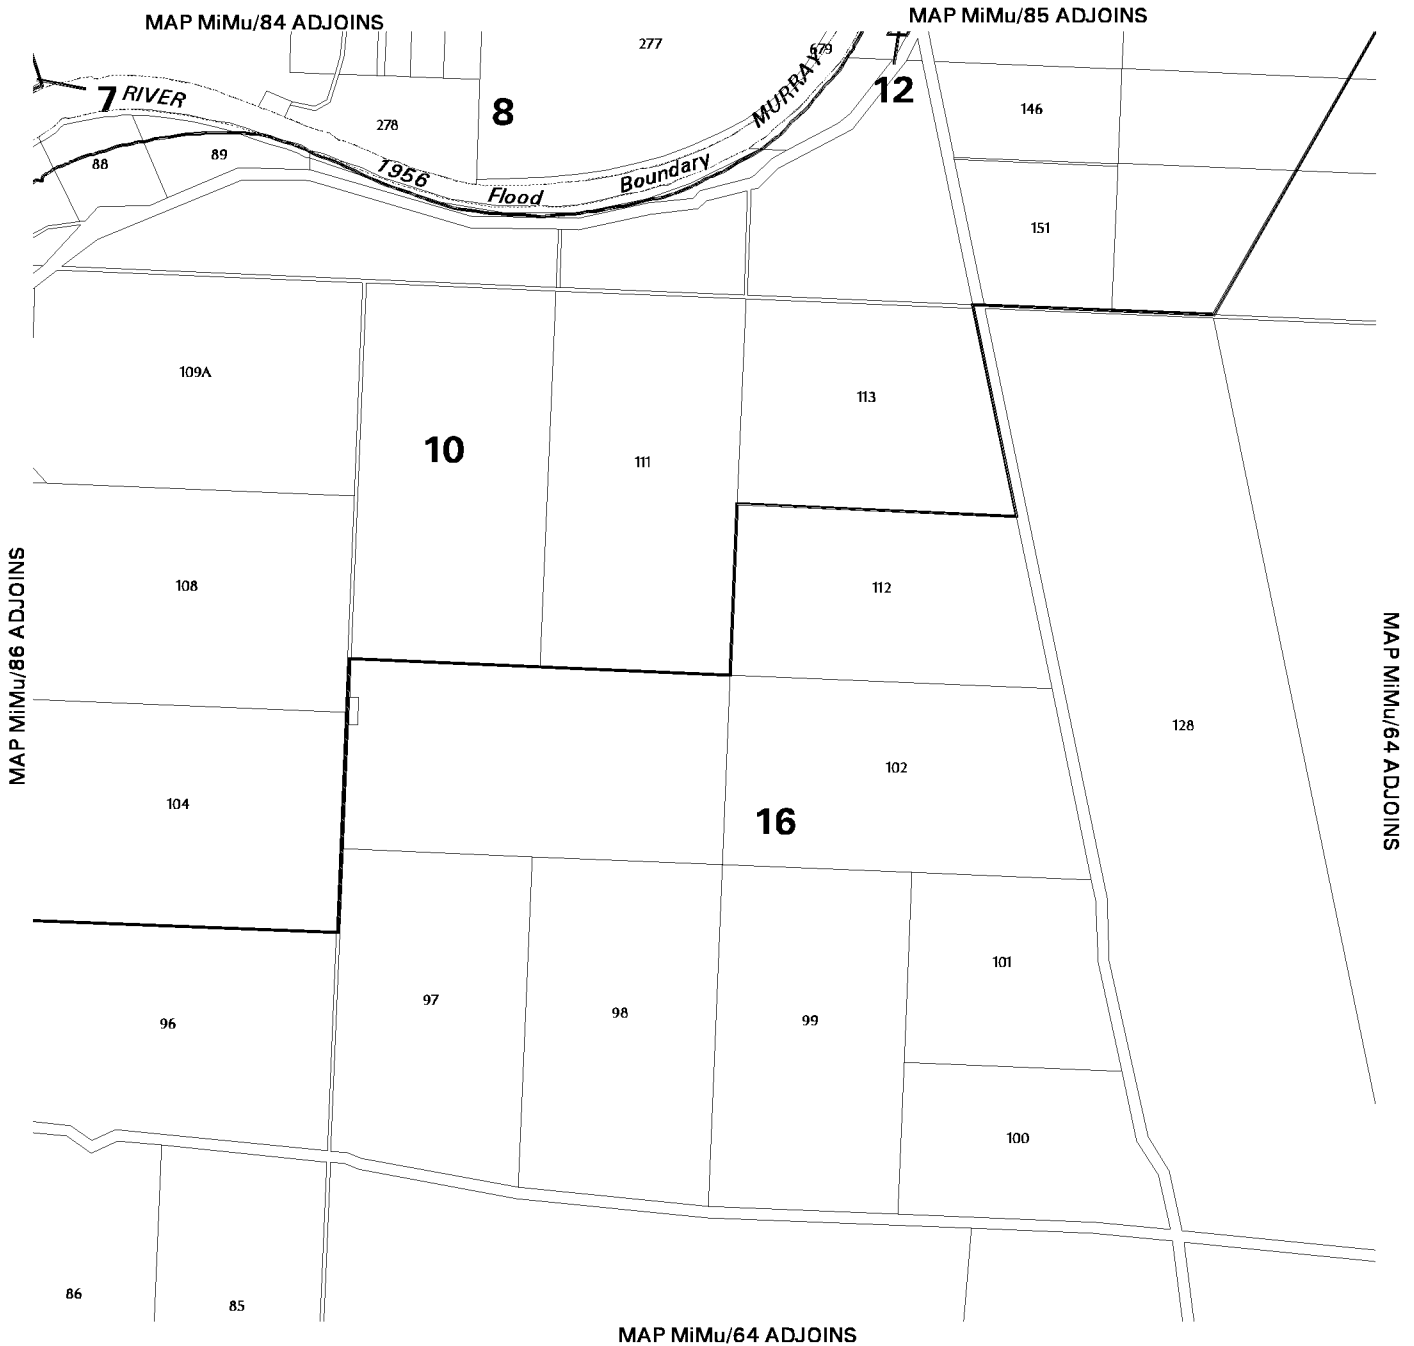 MAP MiMu/84 ADJOINS
MAP MiMu/85 ADJOINS
277
679
7
RIVER
8
MURRAY
12
278
146
88
89
1956
Flood
Boundary
151
109A
113
10
111
108
112
MAP MiMu/86 ADJOINS
MAP MiMu/64 ADJOINS
128
102
104
16
101
97
98
99
96
100
86
85
MAP MiMu/64 ADJOINS